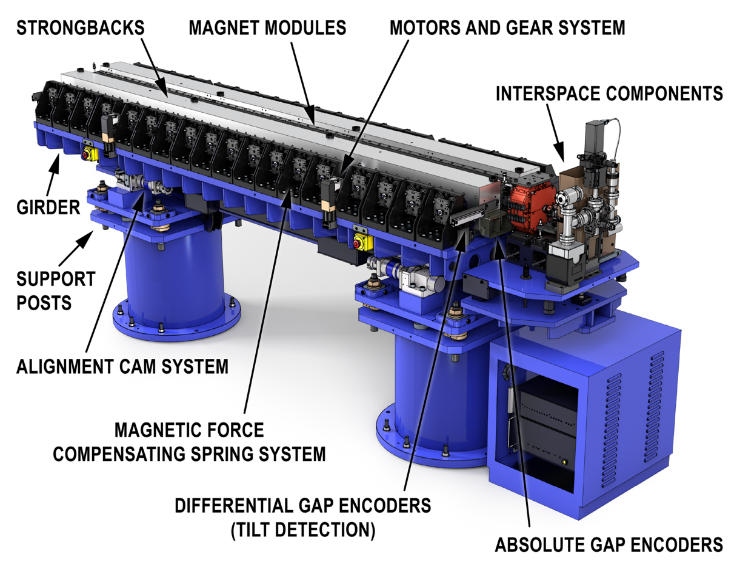 STRONGBACKS
MAGNET MODULES
MOTORS AND GEAR SYSTEM
INTERSPACE COMPONENTS
GIRDER
SUPPORT
POSTS
ALIGNMENT CAM SYSTEM
MAGNETIC FORCE
COMPENSATING SPRING SYSTEM
DIFFERENTIAL GAP ENCODERS
(TILT DETECTION)
ABSOLUTE GAP ENCODERS